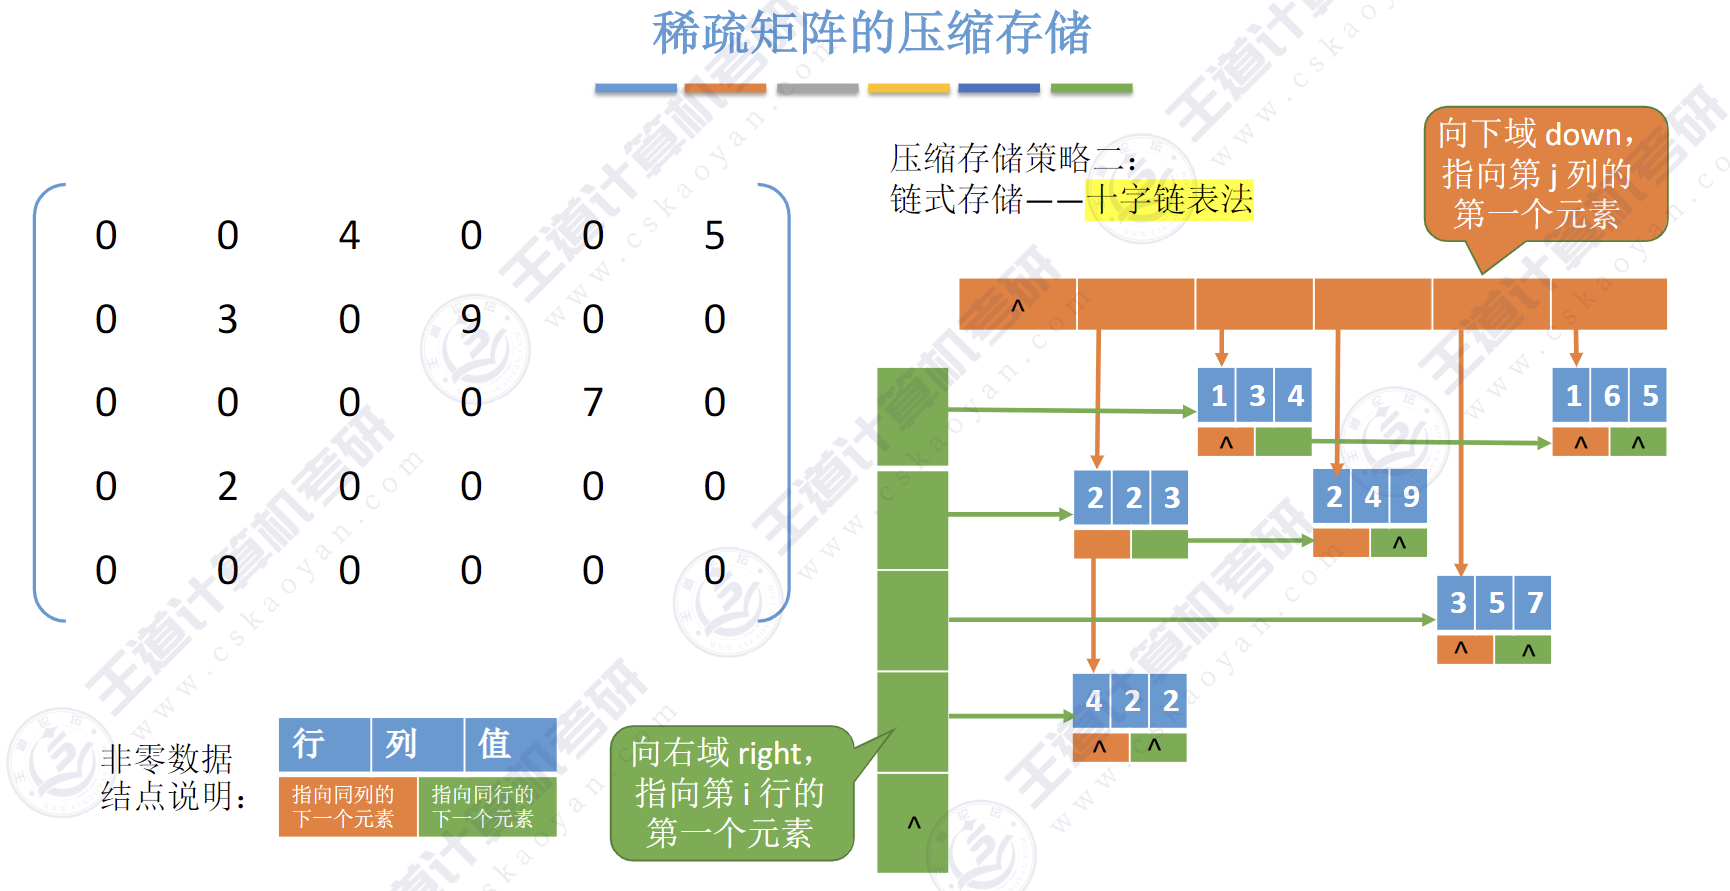 稀疏矩阵的压缩存储
压缩存储策略二：
链式存储——十字链表法
向下域 down，
指向第 j 列的
第一个元素
0 0 4 0 0 5
0 3 0 9 0 0
0 0 0 0 7 0
0 2 0 0 0 0
0 0 0 0 0 0
^
1 3 4
^
1 6 5
^ ^
2 2 3
2 4 9
^
3 5 7
^ ^
4 2 2
^ ^
^
非零数据
结点说明：
行 列 值
指向同列的
下一个元素
指向同行的
下一个元素
向右域 right，
指向第 i 行的
第一个元素
王道计算机考研
www.cskaoyan.com